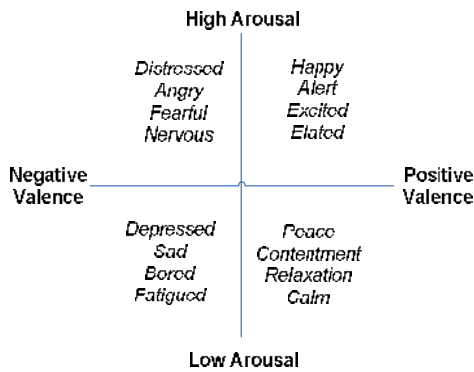 High Arousal
Distressed
Angry
Fearful
Nervous
Happy
Alert
Excited
Elated
Negative
Valence
Positive
Valence
Depressed
Sad
Bored
Fatigued
Peace
Contentment
Relaxation
Calm
Low Arousal